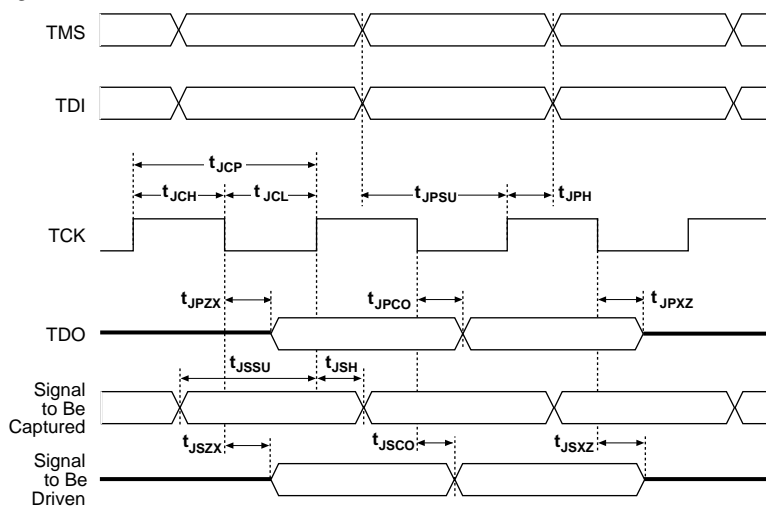 TMS
TDI
tJCP
tJCH
tJCL
tJPSU
tJPH
TCK
tJPZX
tJPCO
tJPXZ
TDO
tJSSU
tJSH
Signal
to Be
Captured
tJSZX
tJSCO
tJSXZ
Signal
to Be
Driven